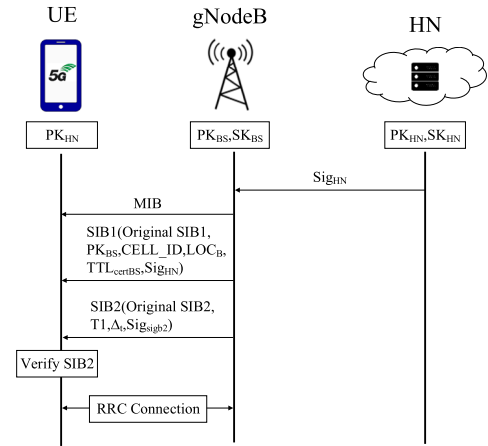 UE
gNodeB
HN
5G
PK_HN
PK_BS,SK_BS
PK_HN,SK_HN
Sig_HN
MIB
SIB1(Original SIB1,
PK_BS,CELL_ID,LOC_B,
TTL_certBS,Sig_HN)
SIB2(Original SIB2,
T1,Δ_t,Sig_sigb2)
Verify SIB2
RRC Connection